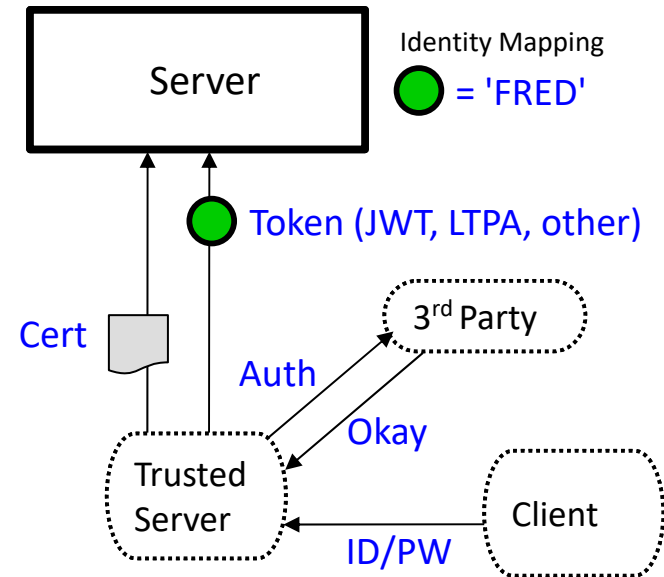 Server
Identity Mapping
= 'FRED'
Token (JWT, LTPA, other)
Cert
3rd Party
Auth
Okay
Trusted
Server
Client
ID/PW